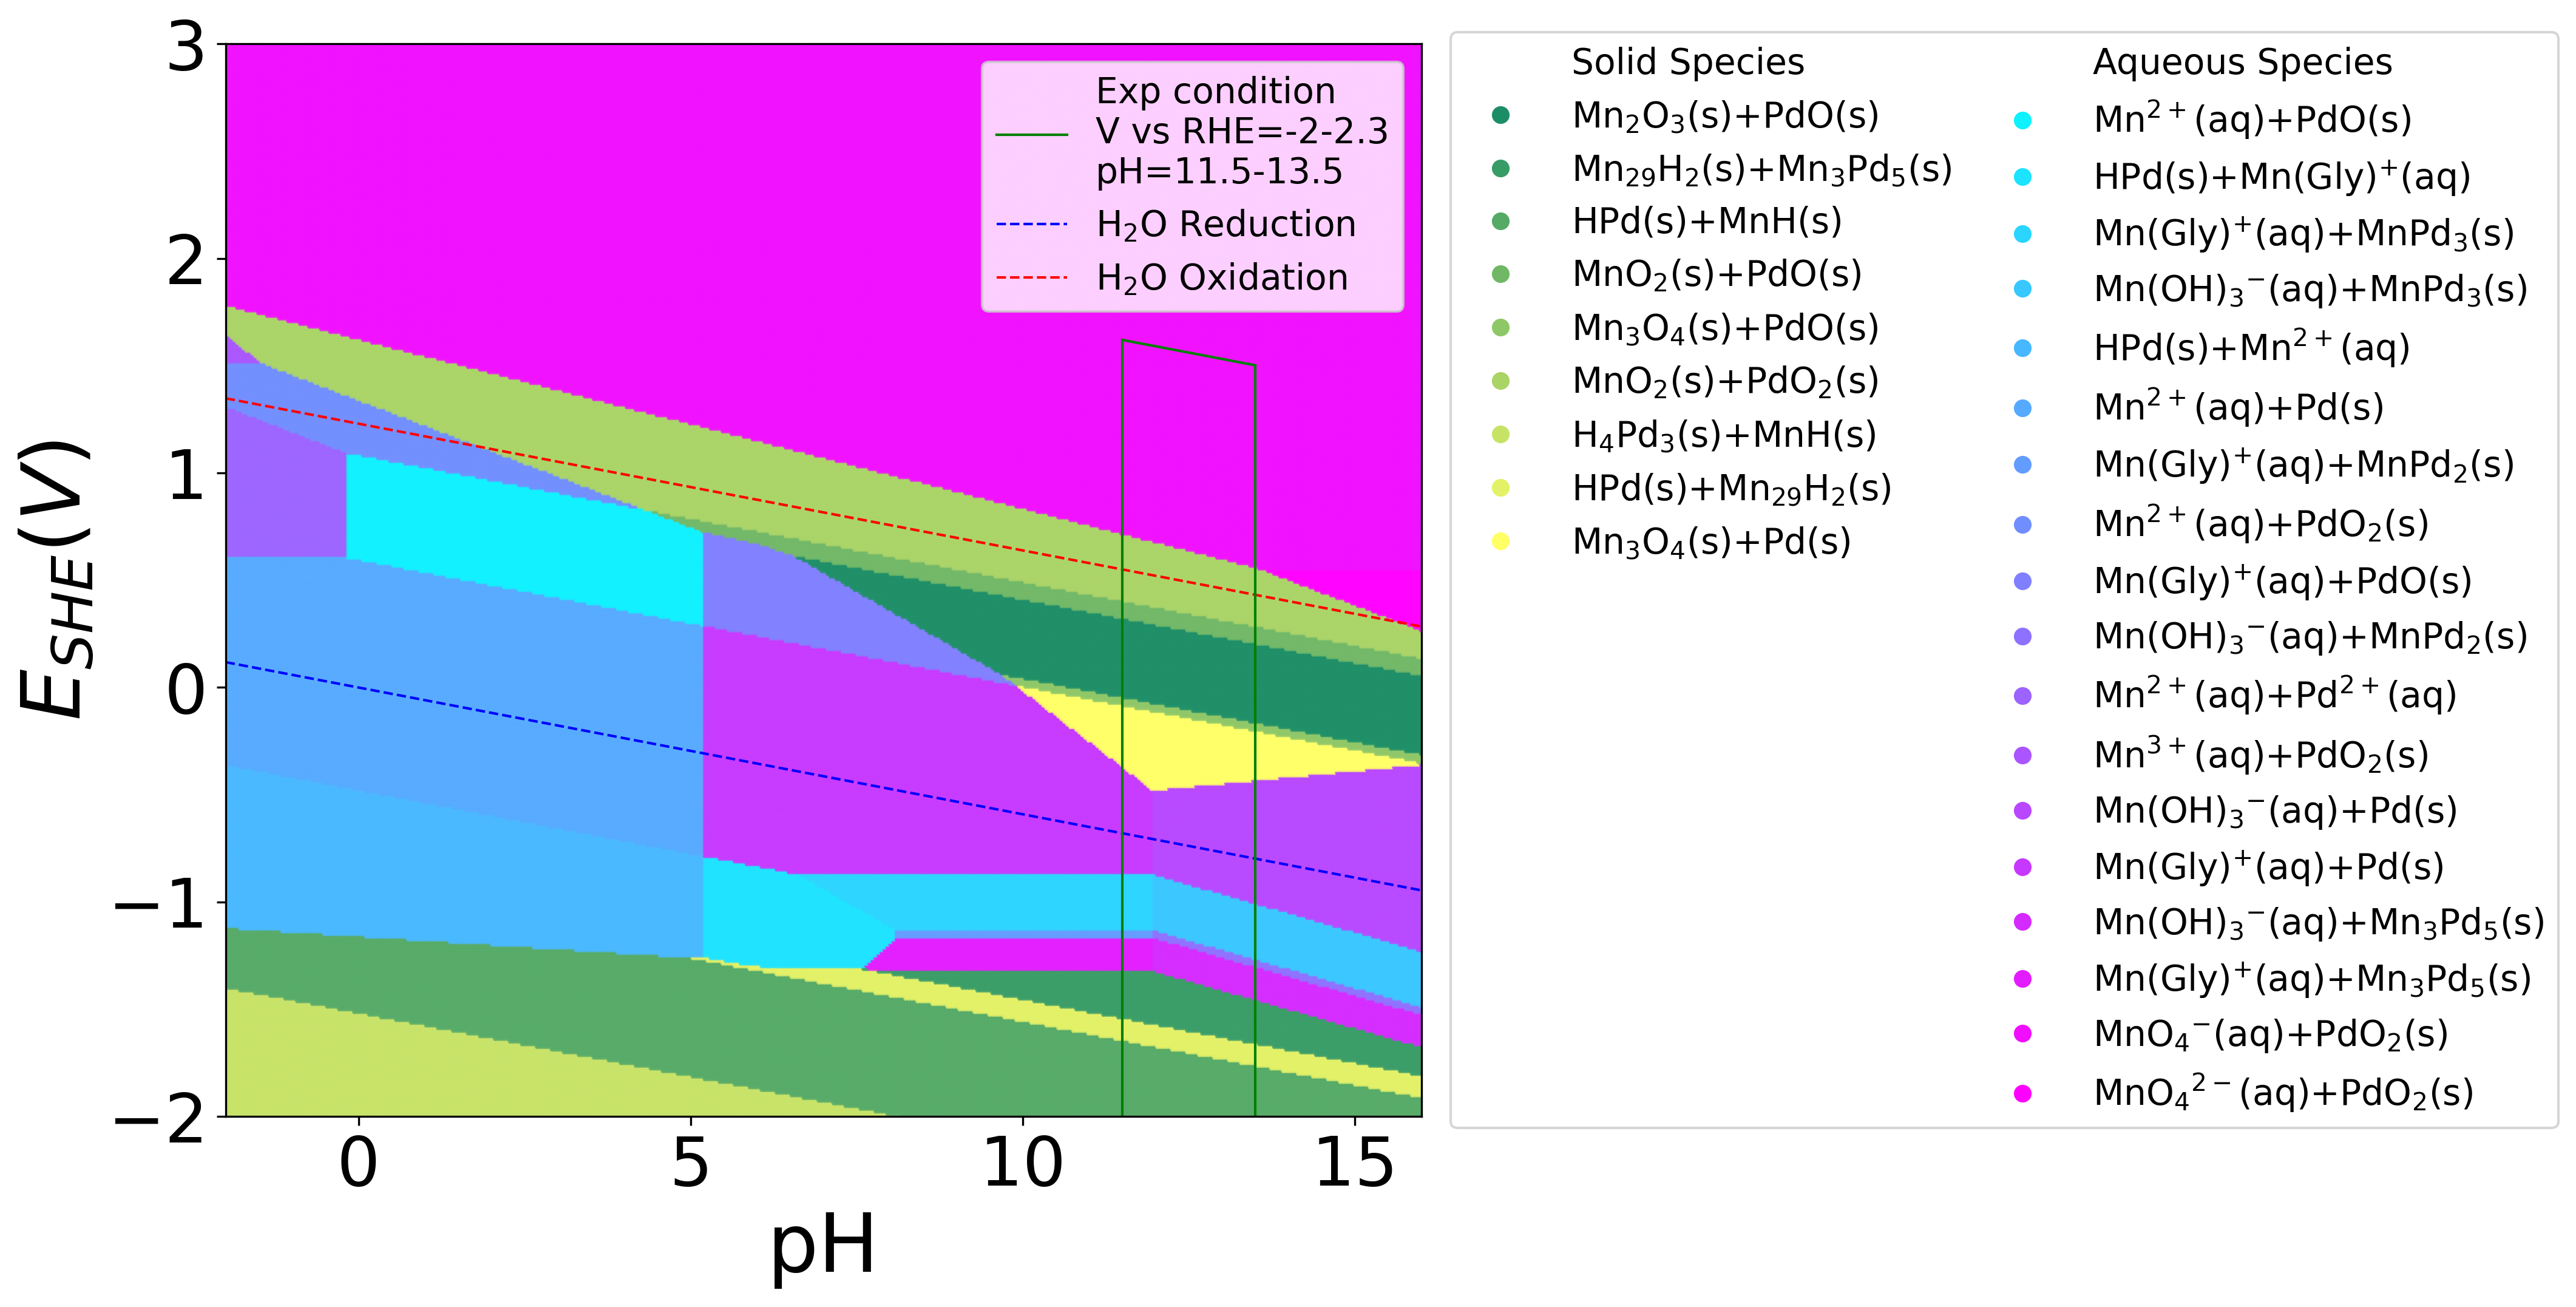 3
2
1
0
−1
−2
E_SHE(V)
0 5 10 15
pH
Exp condition
V vs RHE=-2-2.3
pH=11.5-13.5
H₂O Reduction
H₂O Oxidation
Solid Species
Mn₂O₃(s)+PdO(s)
Mn₂₉H₂(s)+Mn₃Pd₅(s)
HPd(s)+MnH(s)
MnO₂(s)+PdO(s)
Mn₃O₄(s)+PdO(s)
MnO₂(s)+PdO₂(s)
H₄Pd₃(s)+MnH(s)
HPd(s)+Mn₂₉H₂(s)
Mn₃O₄(s)+Pd(s)
Aqueous Species
Mn²⁺(aq)+PdO(s)
HPd(s)+Mn(Gly)⁺(aq)
Mn(Gly)⁺(aq)+MnPd₃(s)
Mn(OH)₃⁻(aq)+MnPd₃(s)
HPd(s)+Mn²⁺(aq)
Mn²⁺(aq)+Pd(s)
Mn(Gly)⁺(aq)+MnPd₂(s)
Mn²⁺(aq)+PdO₂(s)
Mn(Gly)⁺(aq)+PdO(s)
Mn(OH)₃⁻(aq)+MnPd₂(s)
Mn²⁺(aq)+Pd²⁺(aq)
Mn³⁺(aq)+PdO₂(s)
Mn(OH)₃⁻(aq)+Pd(s)
Mn(Gly)⁺(aq)+Pd(s)
Mn(OH)₃⁻(aq)+Mn₃Pd₅(s)
Mn(Gly)⁺(aq)+Mn₃Pd₅(s)
MnO₄⁻(aq)+PdO₂(s)
MnO₄²⁻(aq)+PdO₂(s)